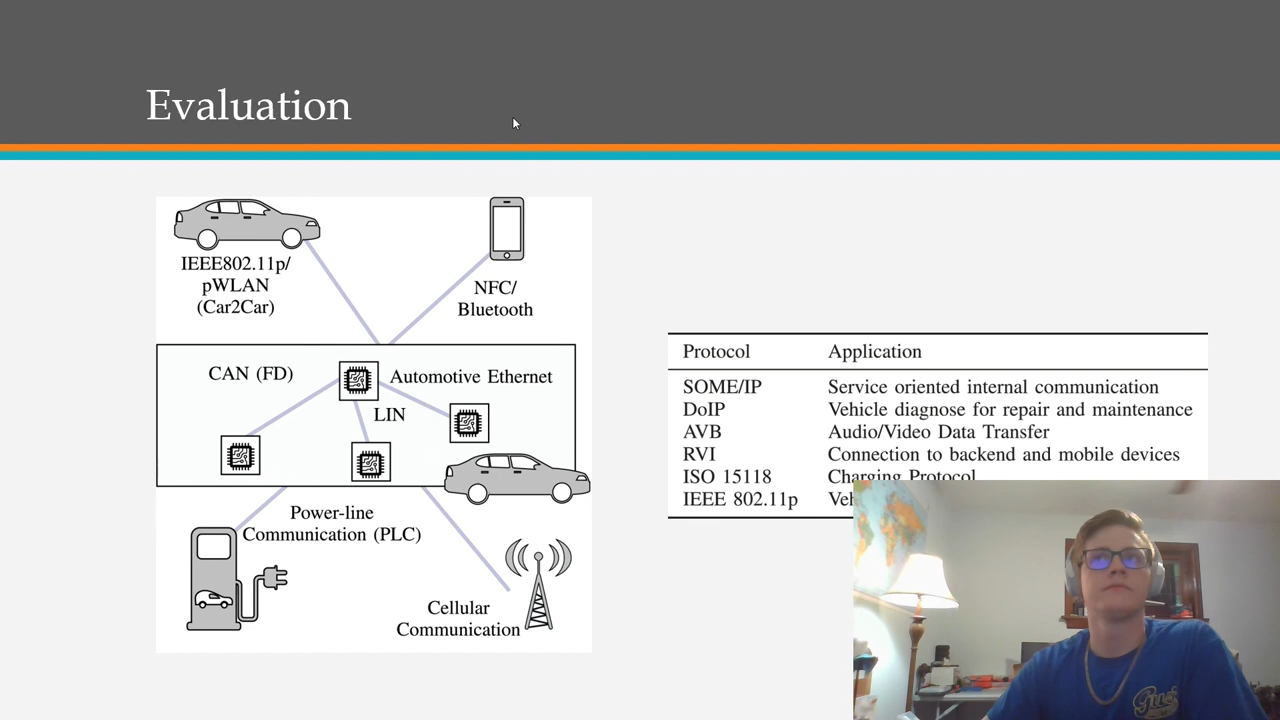 Evaluation
IEEE802.11p/
pWLAN
(Car2Car)
NFC/
Bluetooth
CAN (FD)
Automotive Ethernet
LIN
Power-line
Communication (PLC)
Cellular
Communication
Protocol Application
SOME/IP Service oriented internal communication
DoIP Vehicle diagnose for repair and maintenance
AVB Audio/Video Data Transfer
RVI Connection to backend and mobile devices
ISO 15118 Charging Protocol
IEEE 802.11p